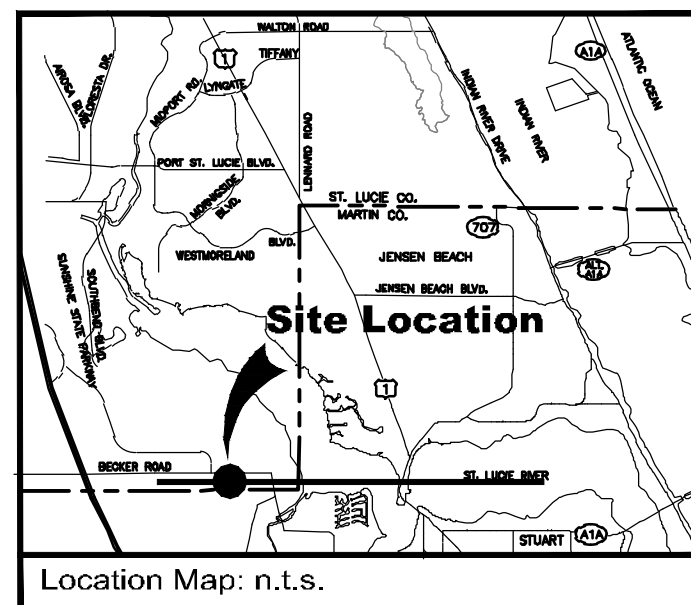 WALTON ROAD
TIFFANY
1
LYNGATE
MIDPORT RD.
AROSA BLVD.
FLORESTA DR.
A1A
ATLANTIC OCEAN
INDIAN RIVER
INDIAN RIVER DRIVE
LENNARD ROAD
PORT ST. LUCIE BLVD.
MORNIGSIDE BLVD.
ST. LUCIE CO.
MARTIN CO.
707
WESTMORELAND
BLVD.
JENSEN BEACH
ALT. A1A
JENSEN BEACH BLVD.
SOUTHBEND BLVD.
SUNSHINE STATE PARKWAY
Site Location
1
BECKER ROAD
ST. LUCIE RIVER
STUART
A1A
Location Map: n.t.s.